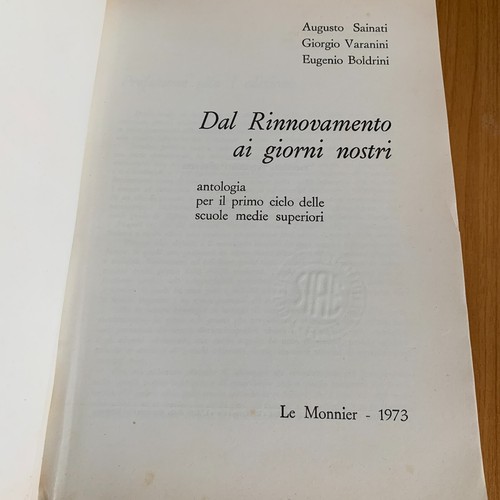 Augusto Sainati
Giorgio Varanini
Eugenio Boldrini
Dal Rinnovamento
ai giorni nostri
antologia
per il primo ciclo delle
scuole medie superiori
SIAE
Le Monnier - 1973